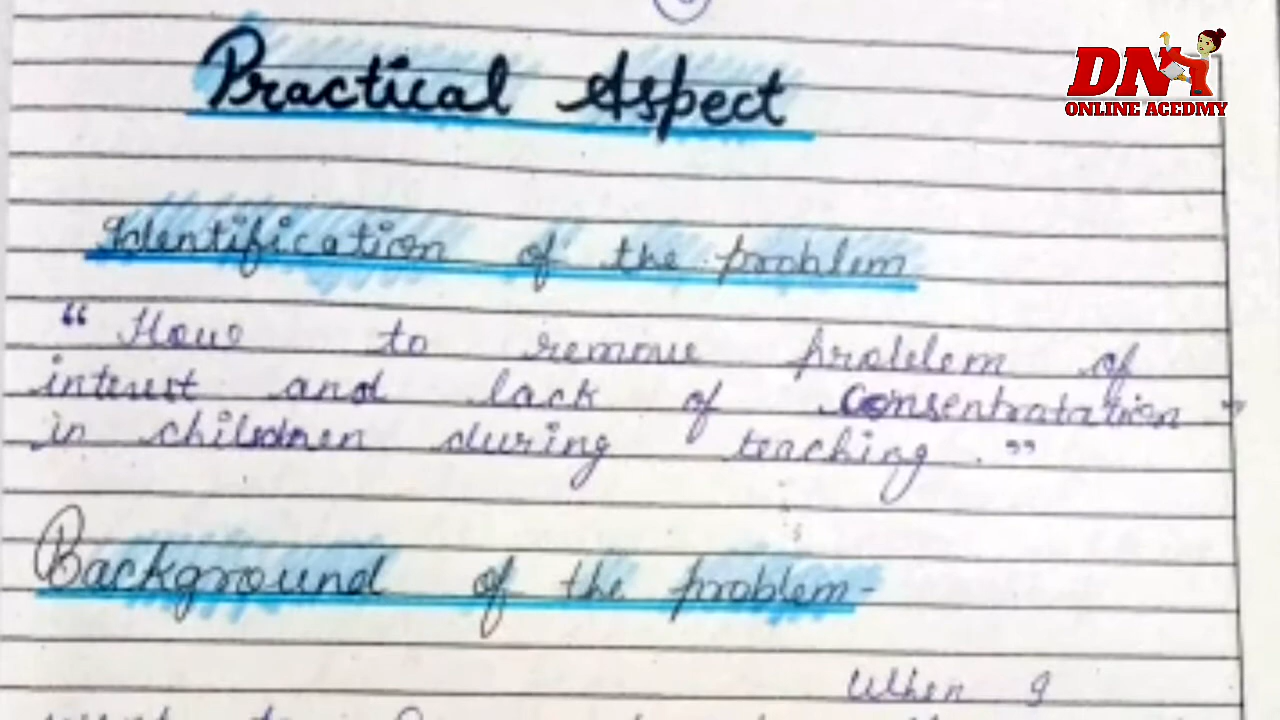 Practical Aspect
DN
ONLINE ACEDMY
Identification of the problem
“ How to remove problem of
interest and lack of Consentratation ”
in children during teaching . ”
Background of the problem-
When I